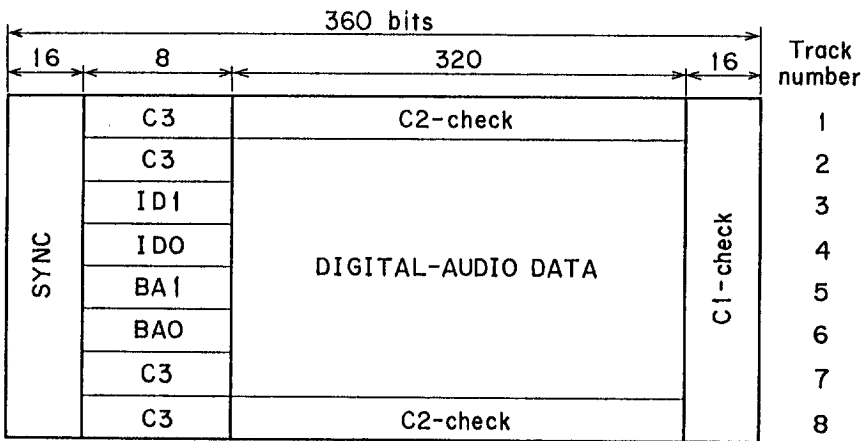 360 bits
16 8 320 16 Track number
C3 C2-check 1
C3 2
ID1 3
ID0 4
SYNC DIGITAL-AUDIO DATA C1-check
BA1 5
BA0 6
C3 7
C3 C2-check 8